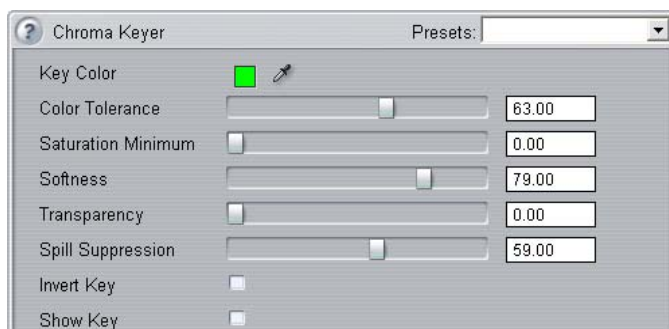 ? Chroma Keyer Presets:
Key Color
Color Tolerance 63.00
Saturation Minimum 0.00
Softness 79.00
Transparency 0.00
Spill Suppression 59.00
Invert Key
Show Key